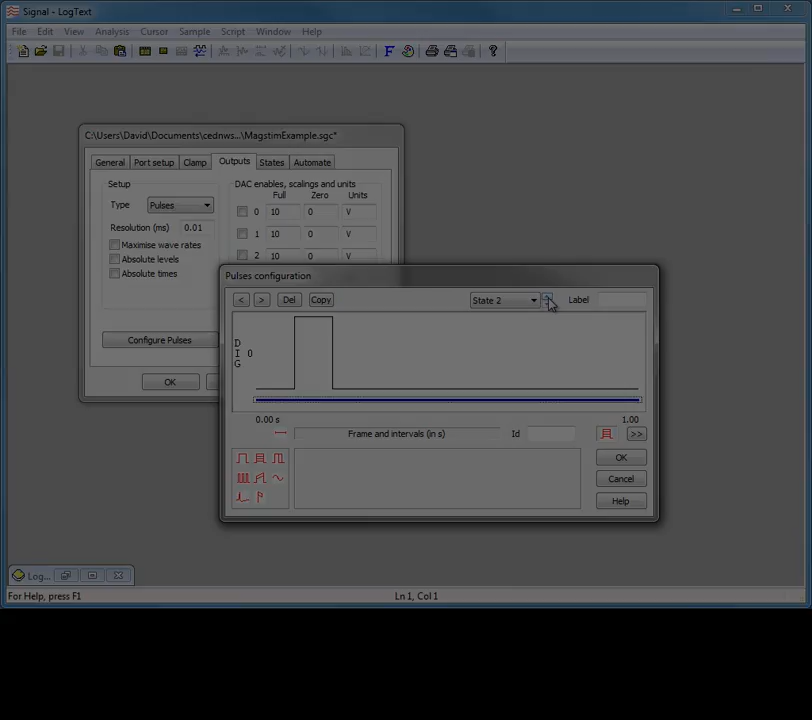 Signal - LogText
File Edit View Analysis Cursor Sample Script Window Help
C:\Users\David\Documents\cednws...\MagstimExample.sgc*
General Port setup Clamp Outputs States Automate
Setup
DAC enables, scalings and units
Full Zero Units
Type Pulses
0 10 0 V
Resolution (ms) 0.01
1 10 0 V
Maximise wave rates
Absolute levels
2 10 0 V
Absolute times
Configure Pulses
OK
Pulses configuration
< > Del Copy State 2 Label
D
I 0
G
0.00 s 1.00
Frame and intervals (in s) Id >>
OK
Cancel
Help
Log...
For Help, press F1 Ln 1, Col 1